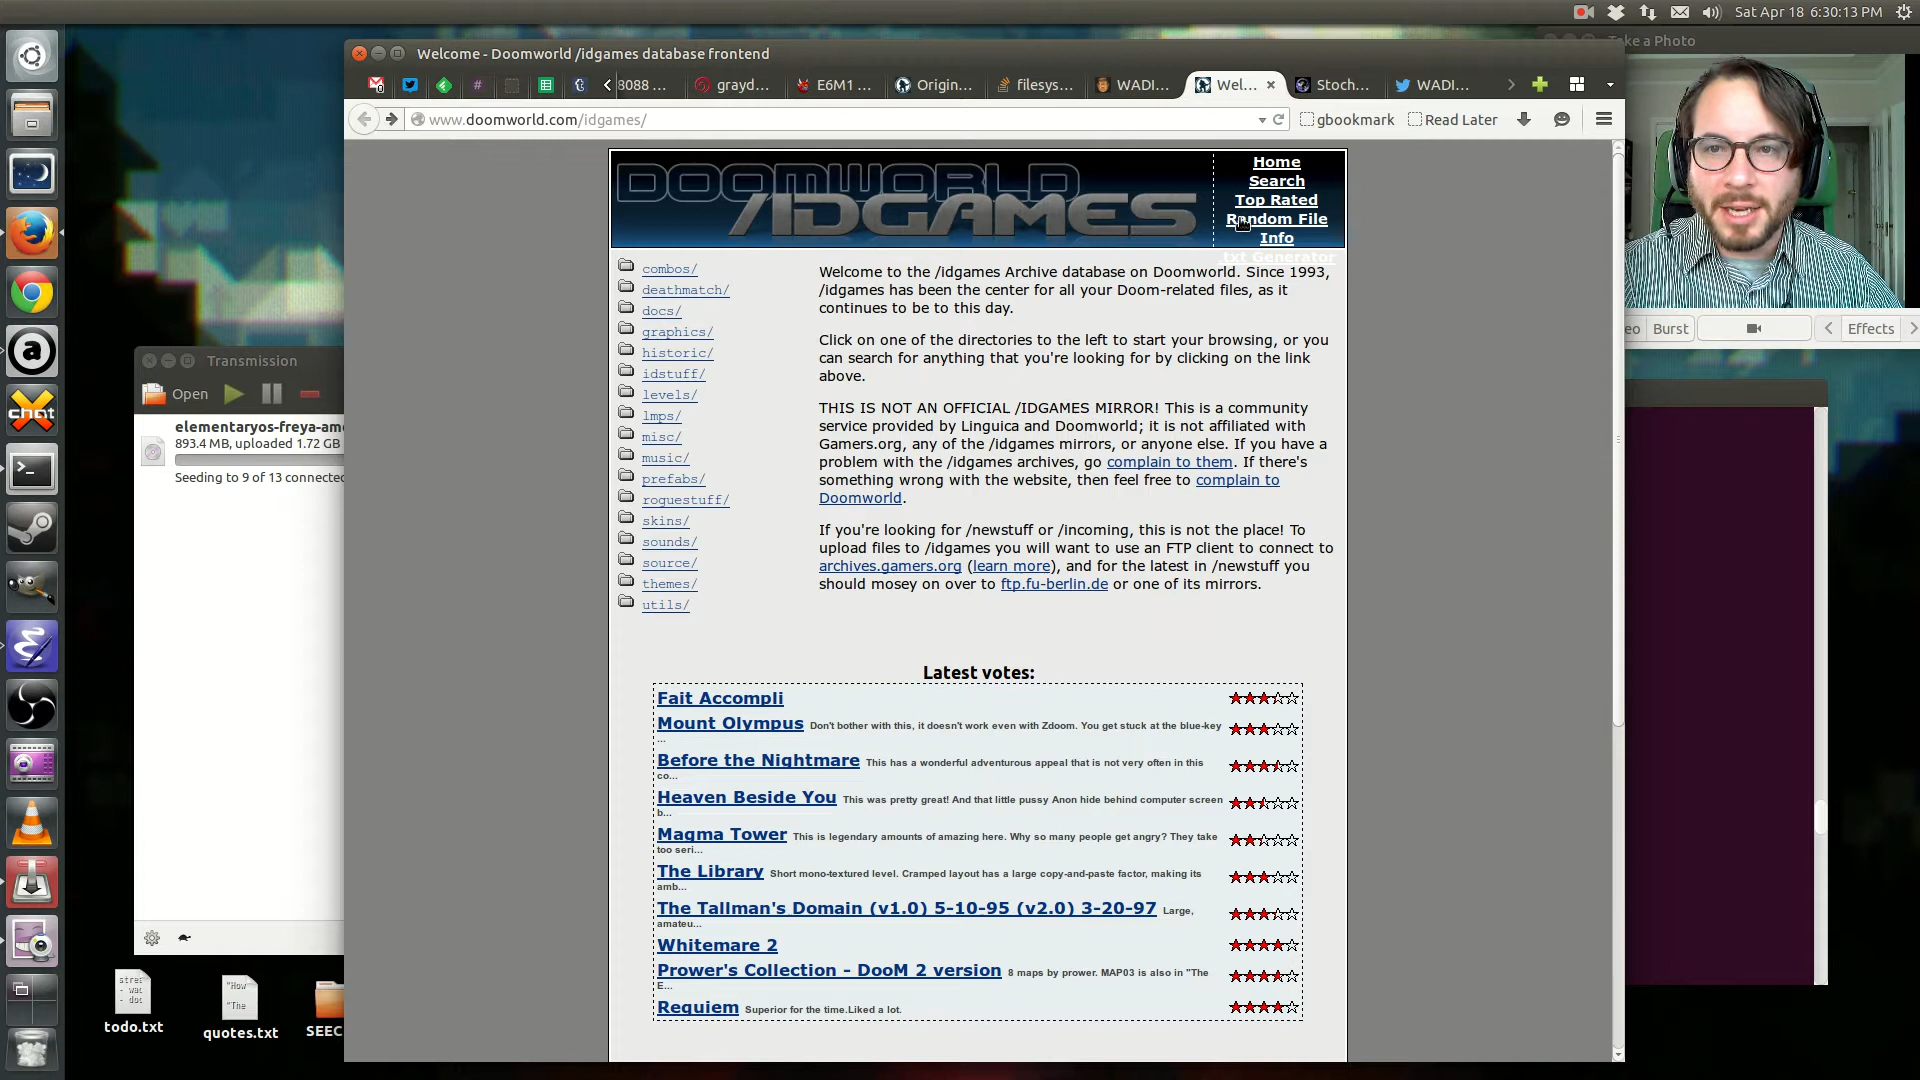 Sat Apr 18 6:30:13 PM
Take a Photo
Welcome - Doomworld /idgames database frontend
8088 ...
grayd...
E6M1 ...
Origin...
filesys...
WADI...
Wel...
Stoch...
WADI...
www.doomworld.com/idgames/
gbookmark
Read Later
DOOMWORLD
/IDGAMES
Home
Search
Top Rated
Random File
Info
.txt Generator
combos/
deathmatch/
docs/
graphics/
historic/
idstuff/
levels/
lmps/
misc/
music/
prefabs/
roguestuff/
skins/
sounds/
source/
themes/
utils/
Welcome to the /idgames Archive database on Doomworld. Since 1993,
/idgames has been the center for all your Doom-related files, as it
continues to be to this day.
Click on one of the directories to the left to start your browsing, or you
can search for anything that you're looking for by clicking on the link
above.
THIS IS NOT AN OFFICIAL /IDGAMES MIRROR! This is a community
service provided by Linguica and Doomworld; it is not affiliated with
Gamers.org, any of the /idgames mirrors, or anyone else. If you have a
problem with the /idgames archives, go complain to them. If there's
something wrong with the website, then feel free to complain to
Doomworld.
If you're looking for /newstuff or /incoming, this is not the place! To
upload files to /idgames you will want to use an FTP client to connect to
archives.gamers.org (learn more), and for the latest in /newstuff you
should mosey on over to ftp.fu-berlin.de or one of its mirrors.
Latest votes:
Fait Accompli
Mount Olympus Don't bother with this, it doesn't work even with Zdoom. You get stuck at the blue-key
...
Before the Nightmare This has a wonderful adventurous appeal that is not very often in this
co...
Heaven Beside You This was pretty great! And that little pussy Anon hide behind computer screen
b...
Magma Tower This is legendary amounts of amazing here. Why so many people get angry? They take
too seri...
The Library Short mono-textured level. Cramped layout has a large copy-and-paste factor, making its
amb...
The Tallman's Domain (v1.0) 5-10-95 (v2.0) 3-20-97 Large,
amateu...
Whitemare 2
Prower's Collection - DooM 2 version 8 maps by prower. MAP03 is also in "The
E...
Requiem Superior for the time.Liked a lot.
Transmission
Open
elementaryos-freya-am
893.4 MB, uploaded 1.72 GB
Seeding to 9 of 13 connecte
eo
Burst
Effects
chat
stre
- wac
- doc
todo.txt
"How
"The
quotes.txt
SEEC